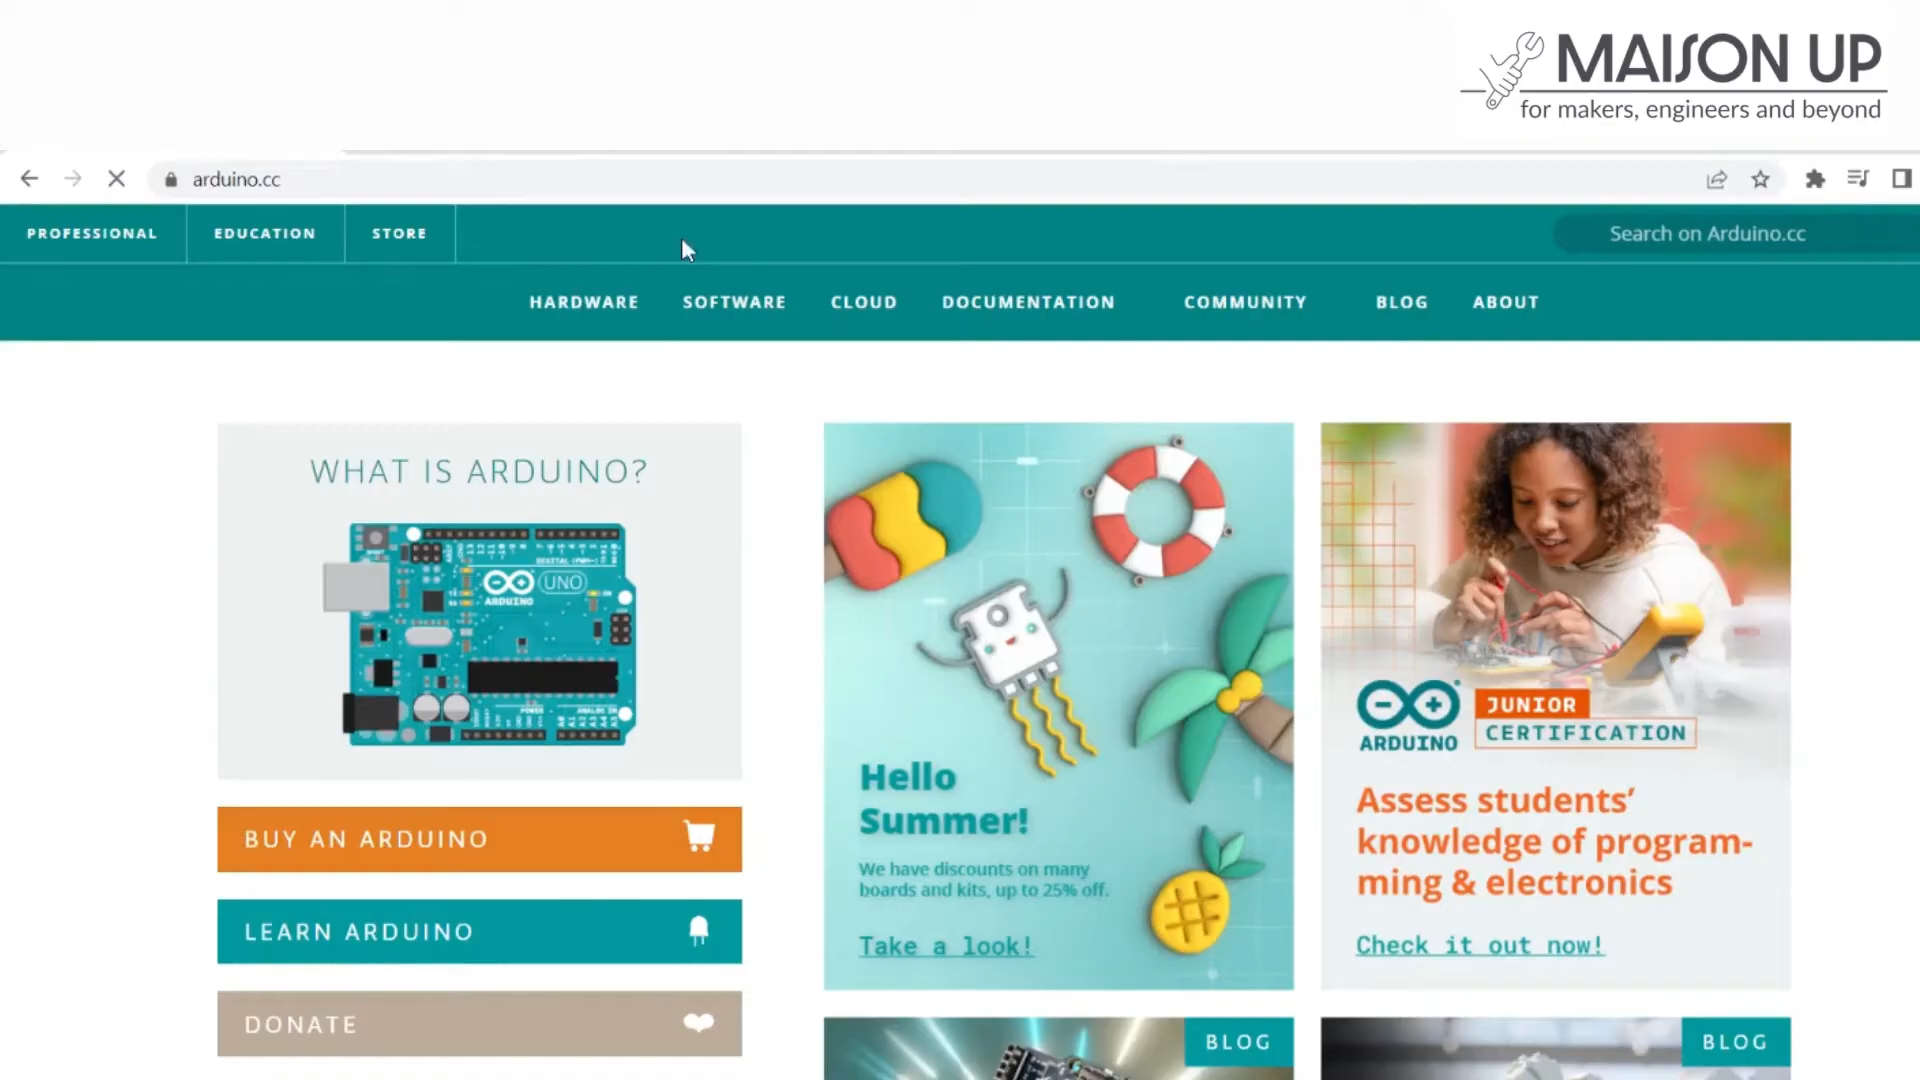 MAISON UP
for makers, engineers and beyond
arduino.cc
PROFESSIONAL
EDUCATION
STORE
Search on Arduino.cc
HARDWARE
SOFTWARE
CLOUD
DOCUMENTATION
COMMUNITY
BLOG
ABOUT
WHAT IS ARDUINO?
UNO
ARDUINO
BUY AN ARDUINO
LEARN ARDUINO
DONATE
Hello
Summer!
We have discounts on many
boards and kits, up to 25% off.
Take a look!
ARDUINO
JUNIOR
CERTIFICATION
Assess students’
knowledge of program-
ming & electronics
Check it out now!
BLOG
BLOG